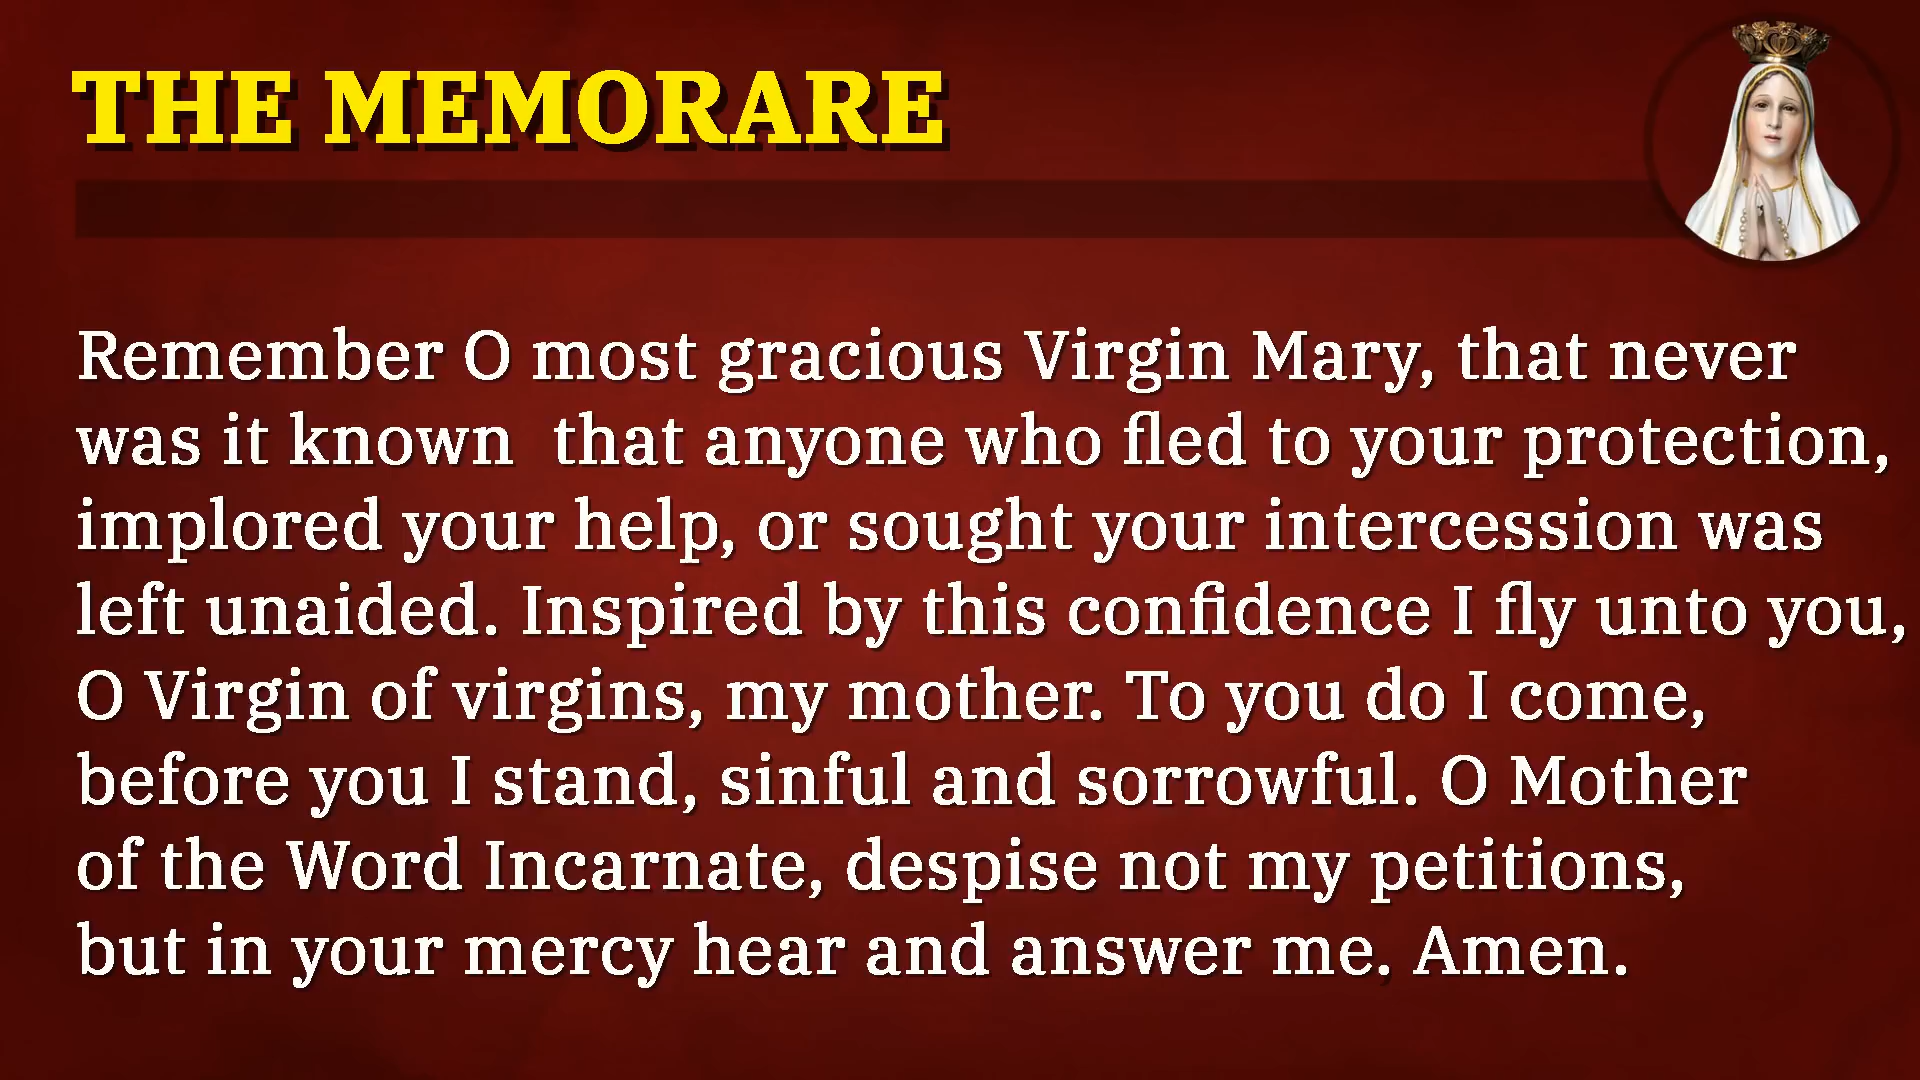 THE MEMORARE
Remember O most gracious Virgin Mary, that never
was it known  that anyone who fled to your protection,
implored your help, or sought your intercession was
left unaided. Inspired by this confidence I fly unto you,
O Virgin of virgins, my mother. To you do I come,
before you I stand, sinful and sorrowful. O Mother
of the Word Incarnate, despise not my petitions,
but in your mercy hear and answer me. Amen.